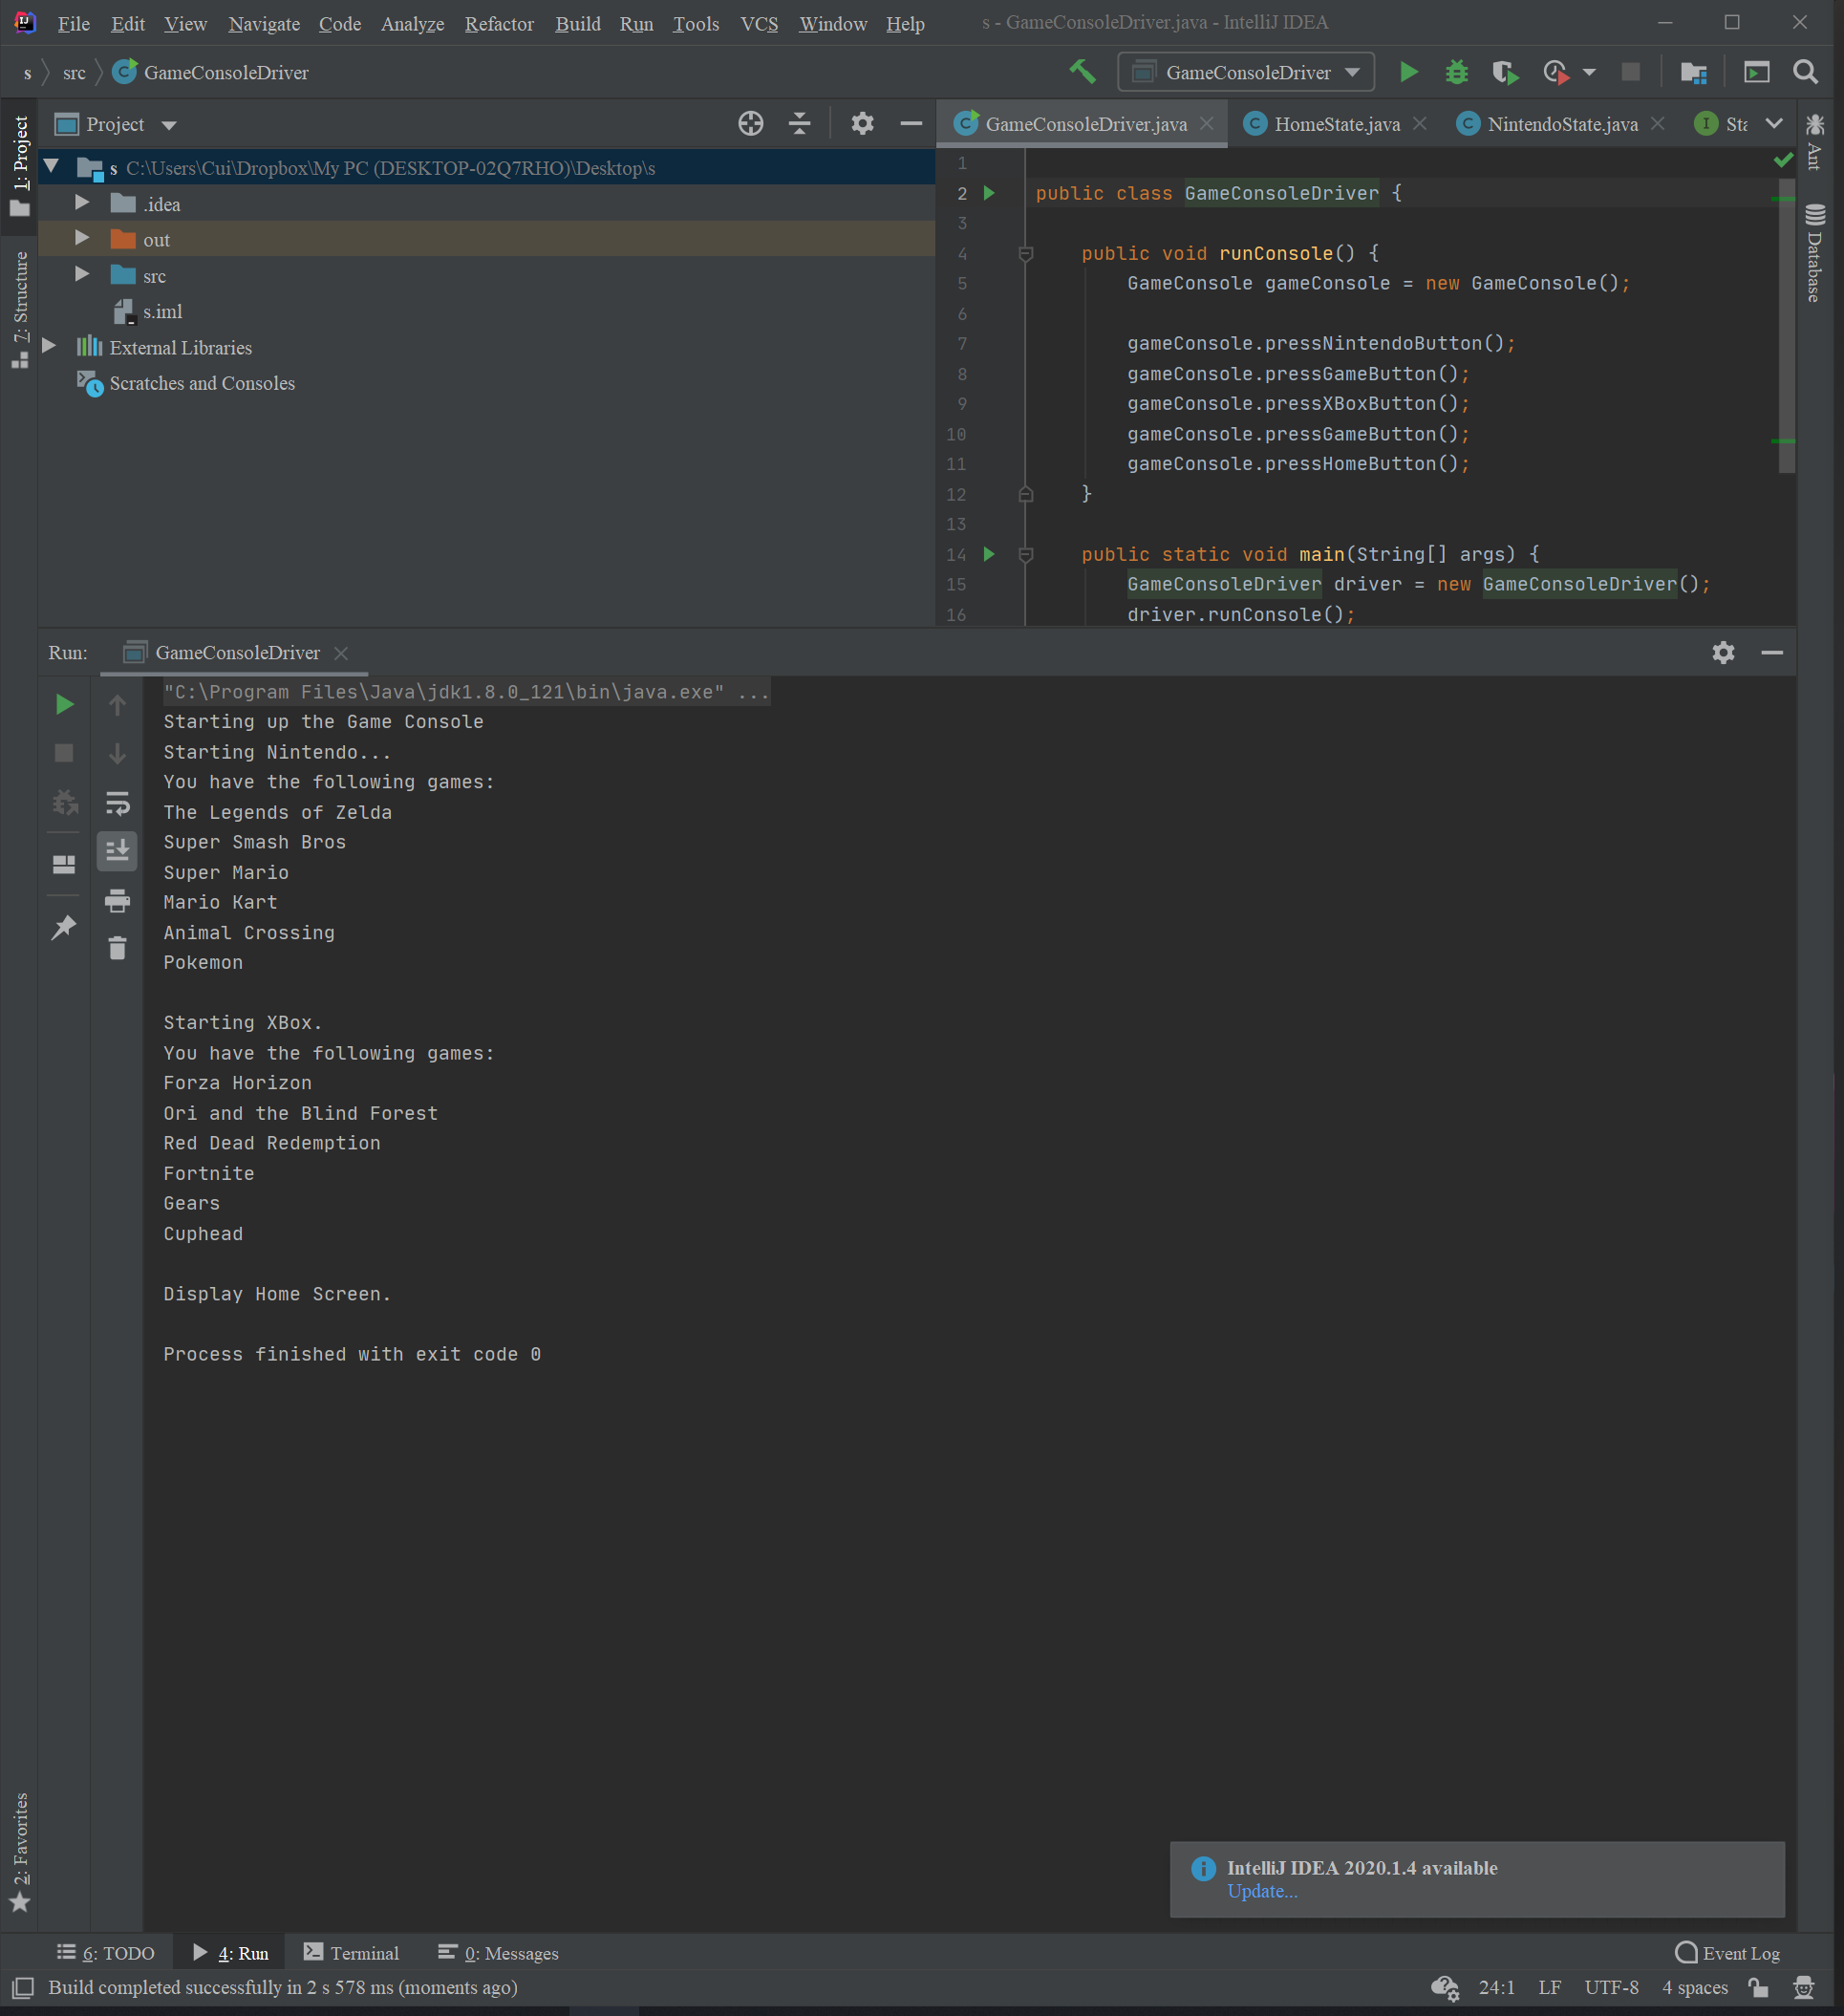 File Edit View Navigate Code Analyze Refactor Build Run Tools VCS Window Help s - GameConsoleDriver.java - IntelliJ IDEA
s src GameConsoleDriver GameConsoleDriver
1: Project
7: Structure
2: Favorites
Project
s C:\Users\Cui\Dropbox\My PC (DESKTOP-02Q7RHO)\Desktop\s
.idea
out
src
s.iml
External Libraries
Scratches and Consoles
GameConsoleDriver.java HomeState.java NintendoState.java Sta
1
2 public class GameConsoleDriver {
3
4 public void runConsole() {
5 GameConsole gameConsole = new GameConsole();
6
7 gameConsole.pressNintendoButton();
8 gameConsole.pressGameButton();
9 gameConsole.pressXBoxButton();
10 gameConsole.pressGameButton();
11 gameConsole.pressHomeButton();
12 }
13
14 public static void main(String[] args) {
15 GameConsoleDriver driver = new GameConsoleDriver();
16 driver.runConsole();
Ant
Database
Run: GameConsoleDriver
"C:\Program Files\Java\jdk1.8.0_121\bin\java.exe" ...
Starting up the Game Console
Starting Nintendo...
You have the following games:
The Legends of Zelda
Super Smash Bros
Super Mario
Mario Kart
Animal Crossing
Pokemon
Starting XBox.
You have the following games:
Forza Horizon
Ori and the Blind Forest
Red Dead Redemption
Fortnite
Gears
Cuphead
Display Home Screen.
Process finished with exit code 0
IntelliJ IDEA 2020.1.4 available
Update...
6: TODO 4: Run Terminal 0: Messages Event Log
Build completed successfully in 2 s 578 ms (moments ago) 24:1 LF UTF-8 4 spaces